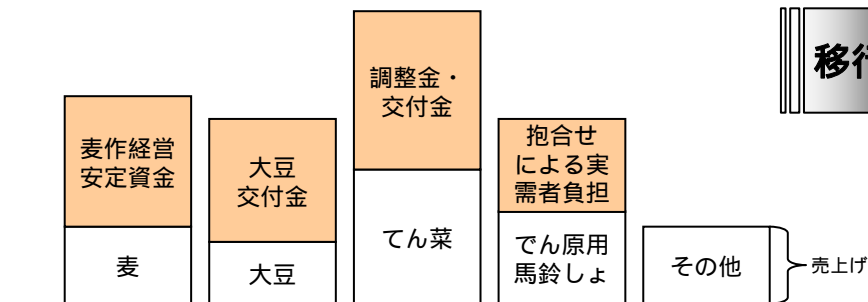 移行
調整金・
交付金
麦作経営
安定資金
大豆
交付金
抱合せ
による実
需者負担
麦
大豆
てん菜
でん原用
馬鈴しょ
その他
売上げ